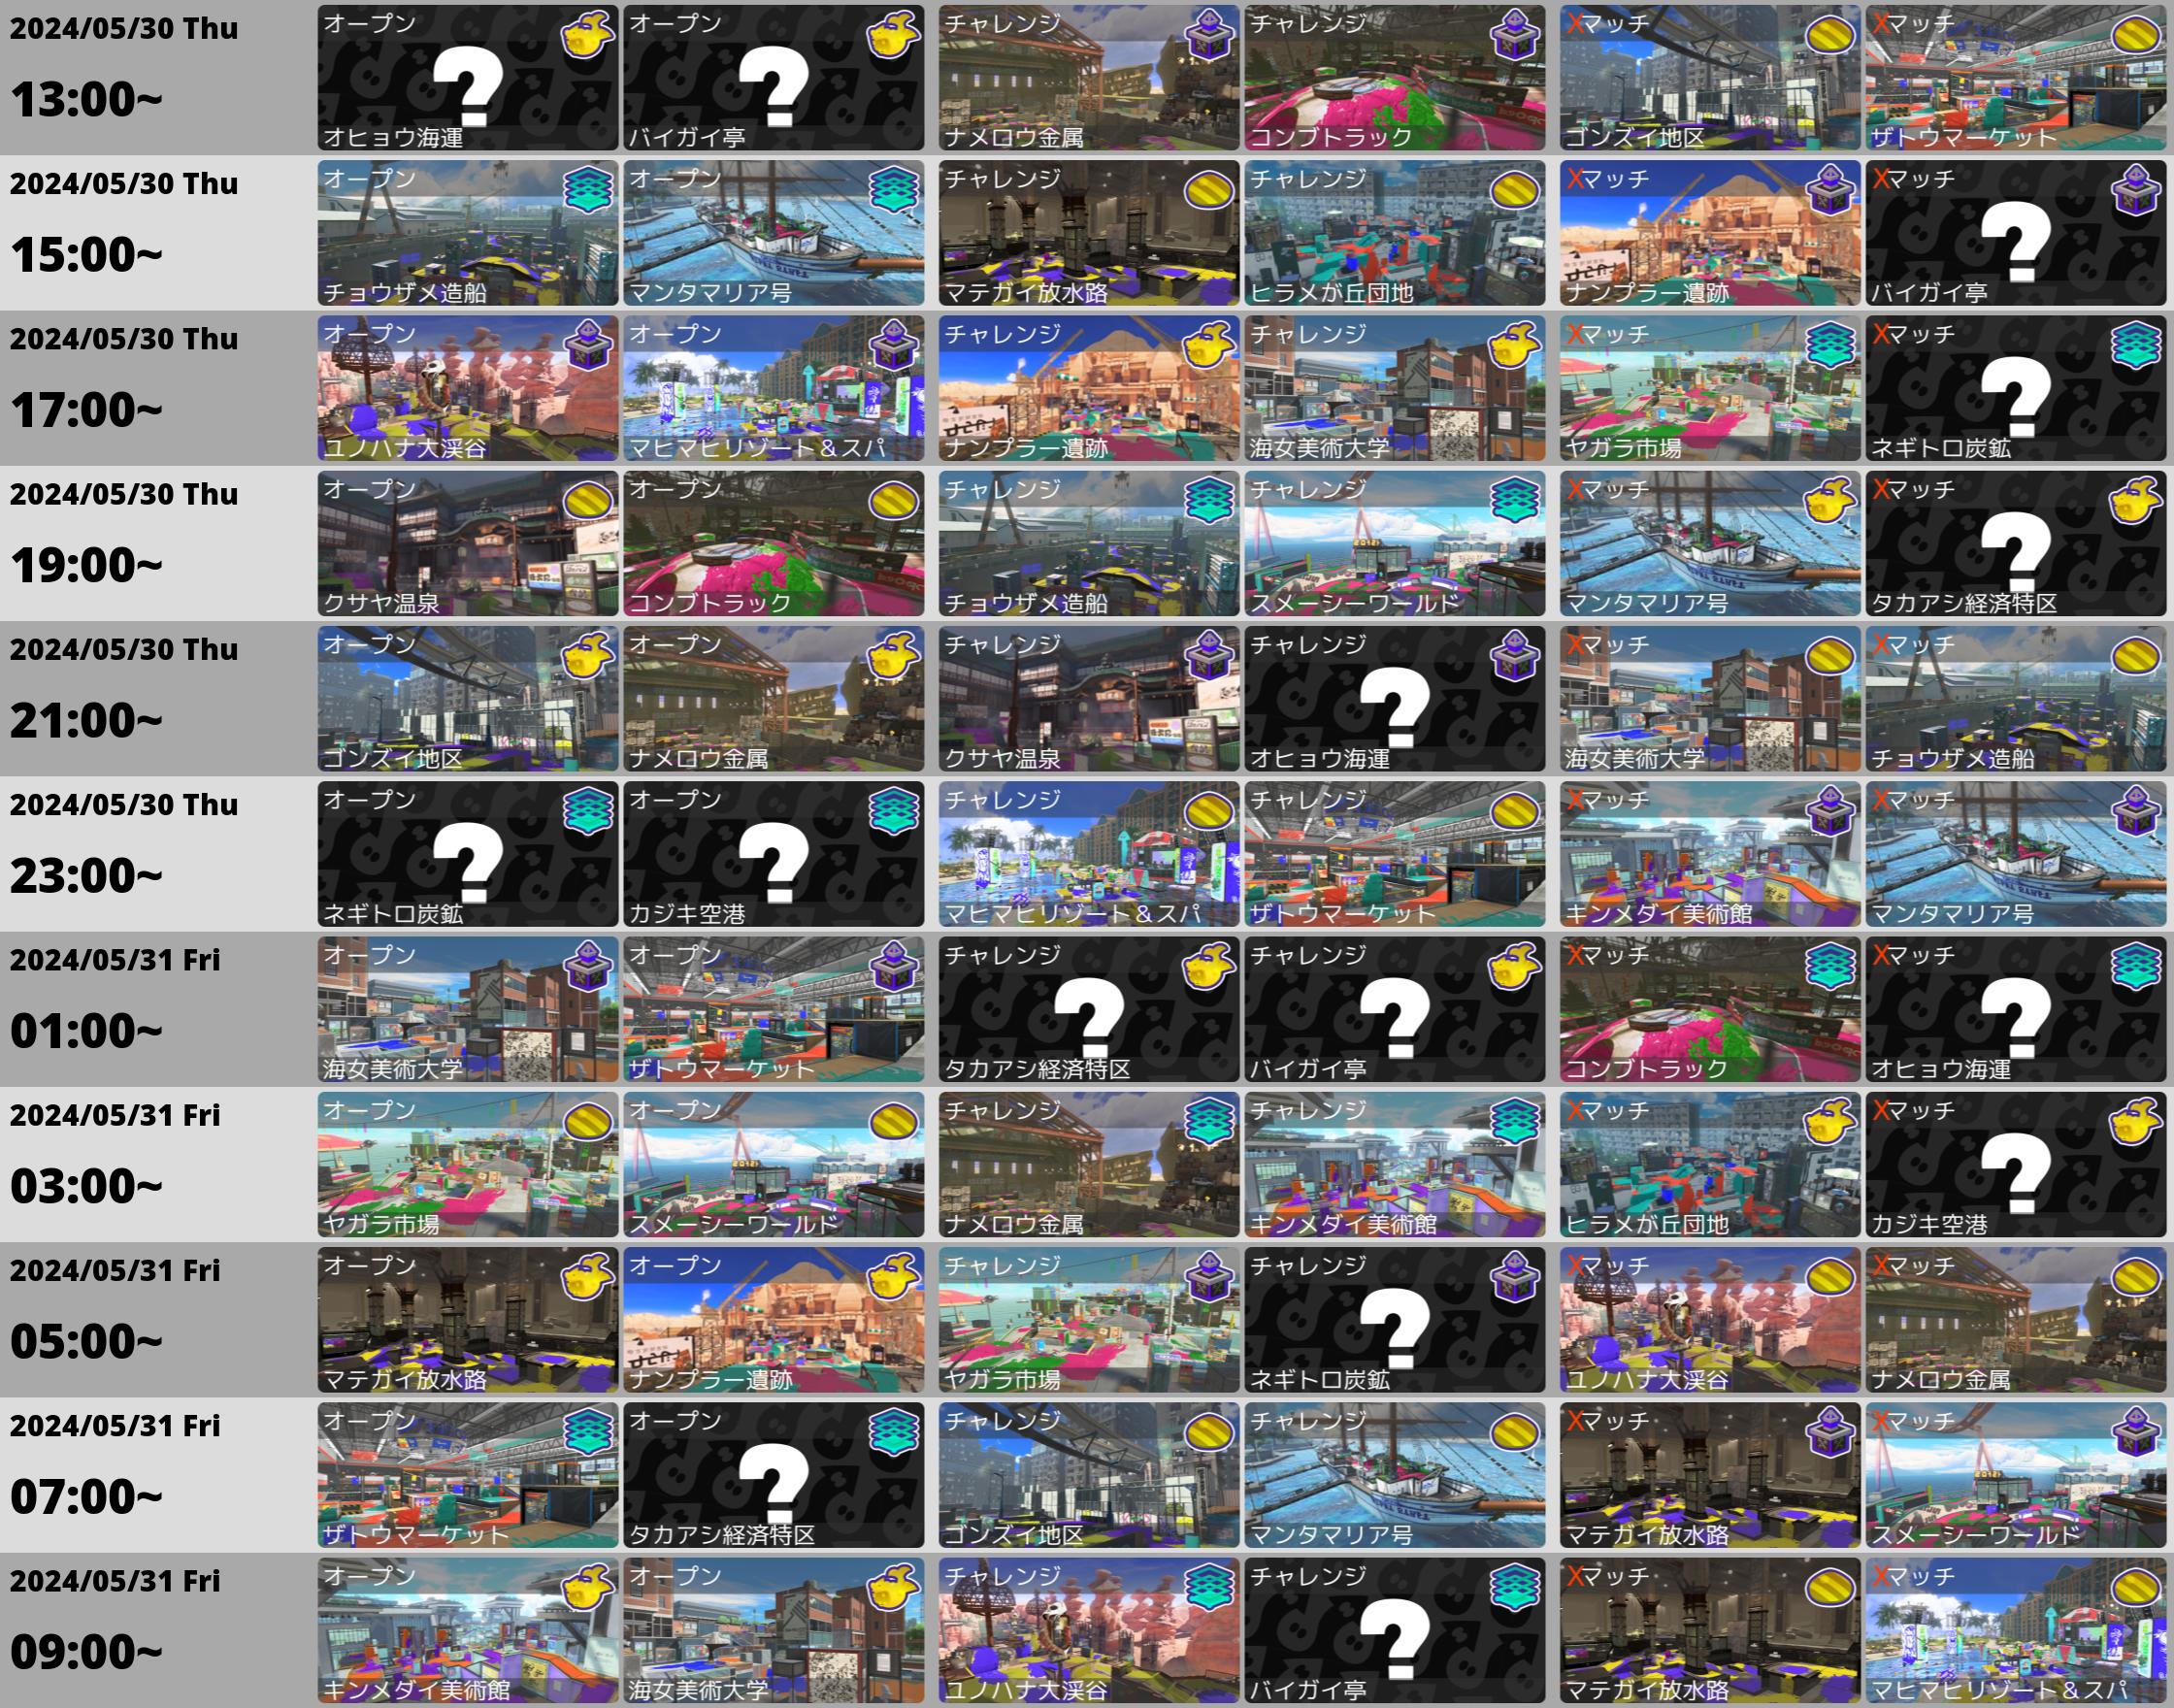 2024/05/30 Thu
13:00~
オープン オープン チャレンジ チャレンジ Xマッチ Xマッチ
オヒョウ海運 バイガイ亭 ナメロウ金属 コンブトラック ゴンズイ地区 ザトウマーケット
2024/05/30 Thu
15:00~
オープン オープン チャレンジ チャレンジ Xマッチ Xマッチ
チョウザメ造船 マンタマリア号 マテガイ放水路 ヒラメが丘団地 ナンプラー遺跡 バイガイ亭
2024/05/30 Thu
17:00~
オープン オープン チャレンジ チャレンジ Xマッチ Xマッチ
ユノハナ大渓谷 マヒマヒリゾート＆スパ ナンプラー遺跡 海女美術大学 ヤガラ市場 ネギトロ炭鉱
2024/05/30 Thu
19:00~
オープン オープン チャレンジ チャレンジ Xマッチ Xマッチ
クサヤ温泉 コンブトラック チョウザメ造船 スメーシーワールド マンタマリア号 タカアシ経済特区
2024/05/30 Thu
21:00~
オープン オープン チャレンジ チャレンジ Xマッチ Xマッチ
ゴンズイ地区 ナメロウ金属 クサヤ温泉 オヒョウ海運 海女美術大学 チョウザメ造船
2024/05/30 Thu
23:00~
オープン オープン チャレンジ チャレンジ Xマッチ Xマッチ
ネギトロ炭鉱 カジキ空港 マヒマヒリゾート＆スパ ザトウマーケット キンメダイ美術館 マンタマリア号
2024/05/31 Fri
01:00~
オープン オープン チャレンジ チャレンジ Xマッチ Xマッチ
海女美術大学 ザトウマーケット タカアシ経済特区 バイガイ亭 コンブトラック オヒョウ海運
2024/05/31 Fri
03:00~
オープン オープン チャレンジ チャレンジ Xマッチ Xマッチ
ヤガラ市場 スメーシーワールド ナメロウ金属 キンメダイ美術館 ヒラメが丘団地 カジキ空港
2024/05/31 Fri
05:00~
オープン オープン チャレンジ チャレンジ Xマッチ Xマッチ
マテガイ放水路 ナンプラー遺跡 ヤガラ市場 ネギトロ炭鉱 ユノハナ大渓谷 ナメロウ金属
2024/05/31 Fri
07:00~
オープン オープン チャレンジ チャレンジ Xマッチ Xマッチ
ザトウマーケット タカアシ経済特区 ゴンズイ地区 マンタマリア号 マテガイ放水路 スメーシーワールド
2024/05/31 Fri
09:00~
オープン オープン チャレンジ チャレンジ Xマッチ Xマッチ
キンメダイ美術館 海女美術大学 ユノハナ大渓谷 バイガイ亭 マテガイ放水路 マヒマヒリゾート＆スパ